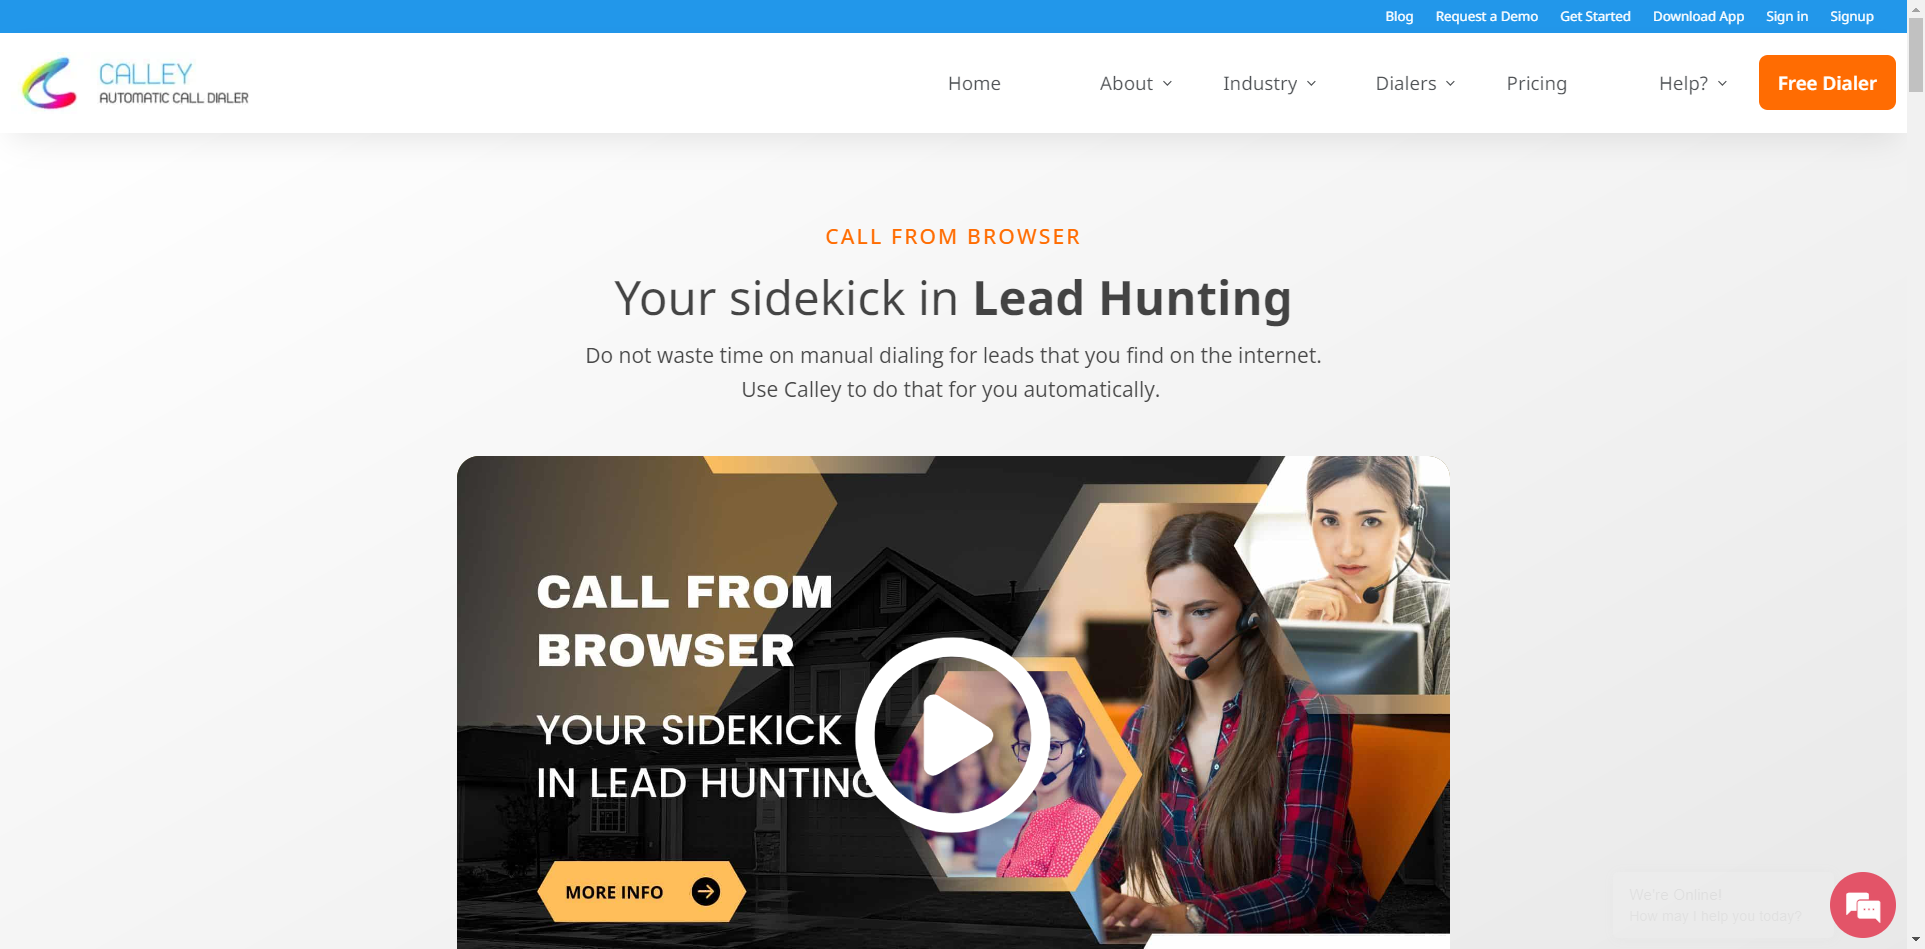 Blog Request a Demo Get Started Download App Sign in Signup
CALLEY
AUTOMATIC CALL DIALER
Home About Industry Dialers Pricing Help? Free Dialer
CALL FROM BROWSER
Your sidekick in Lead Hunting
Do not waste time on manual dialing for leads that you find on the internet.
Use Calley to do that for you automatically.
CALL FROM
BROWSER
YOUR SIDEKICK
IN LEAD HUNTING
MORE INFO
We're Online!
How may I help you today?